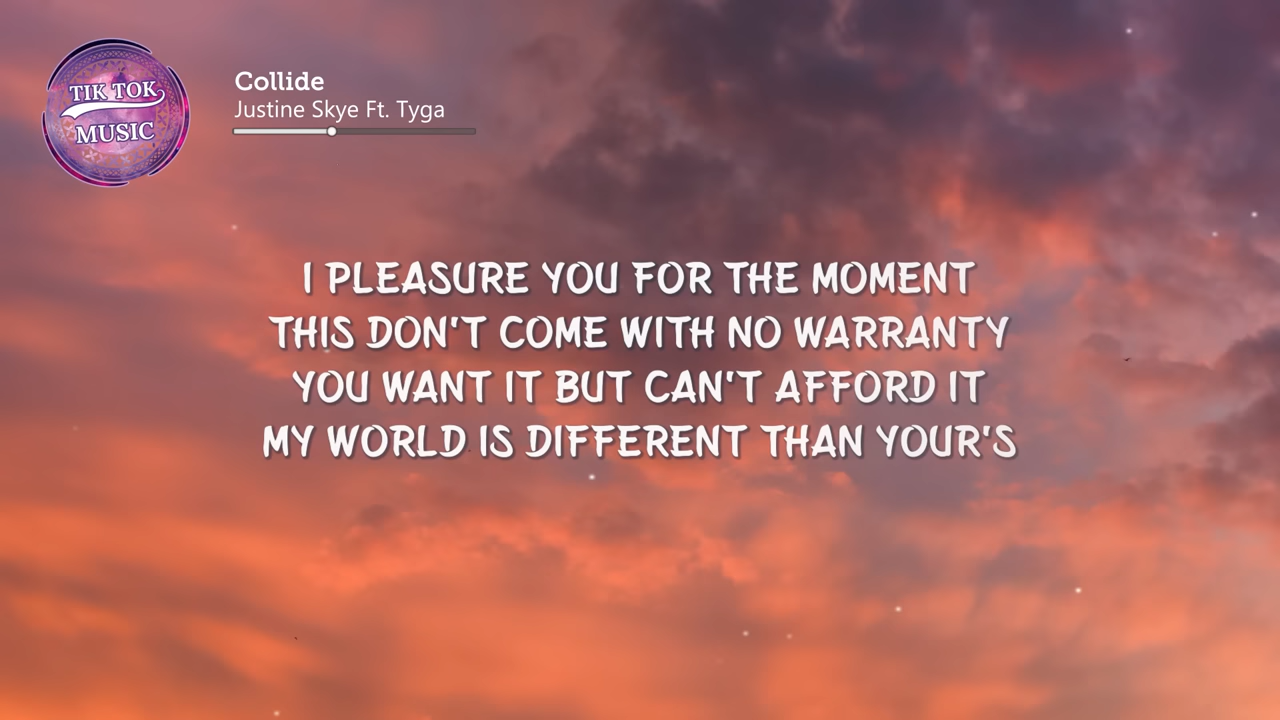 TIK TOK
MUSIC
Collide
Justine Skye Ft. Tyga
I PLEASURE YOU FOR THE MOMENT
THIS DON'T COME WITH NO WARRANTY
YOU WANT IT BUT CAN'T AFFORD IT
MY WORLD IS DIFFERENT THAN YOUR'S